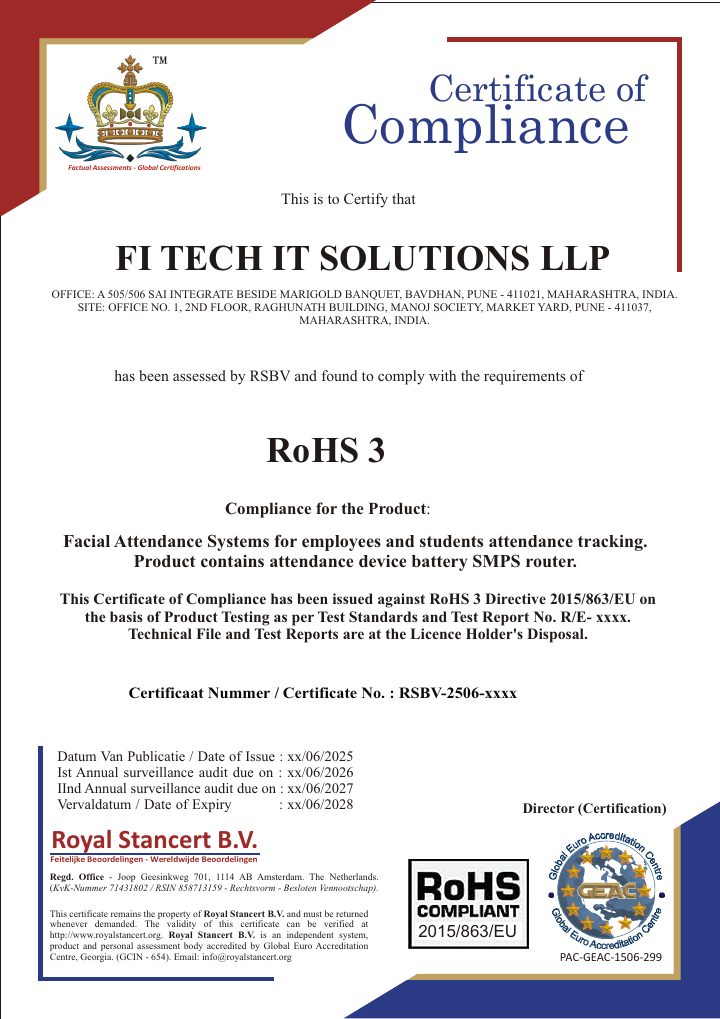 TM
Factual Assessments - Global Certifications
Certificate of
Compliance
This is to Certify that
FI TECH IT SOLUTIONS LLP
OFFICE: A 505/506 SAI INTEGRATE BESIDE MARIGOLD BANQUET, BAVDHAN, PUNE - 411021, MAHARASHTRA, INDIA.
SITE: OFFICE NO. 1, 2ND FLOOR, RAGHUNATH BUILDING, MANOJ SOCIETY, MARKET YARD, PUNE - 411037,
MAHARASHTRA, INDIA.
has been assessed by RSBV and found to comply with the requirements of
RoHS 3
Compliance for the Product:
Facial Attendance Systems for employees and students attendance tracking.
Product contains attendance device battery SMPS router.
This Certificate of Compliance has been issued against RoHS 3 Directive 2015/863/EU on
the basis of Product Testing as per Test Standards and Test Report No. R/E- xxxx.
Technical File and Test Reports are at the Licence Holder's Disposal.
Certificaat Nummer / Certificate No. : RSBV-2506-xxxx
Datum Van Publicatie / Date of Issue : xx/06/2025
Ist Annual surveillance audit due on : xx/06/2026
IInd Annual surveillance audit due on : xx/06/2027
Vervaldatum / Date of Expiry : xx/06/2028
Director (Certification)
Royal Stancert B.V.
Feitelijke Beoordelingen - Wereldwijde Beoordelingen
Regd. Office - Joop Geesinkweg 701, 1114 AB Amsterdam. The Netherlands.
(KvK-Nummer 71431802 / RSIN 858713159 - Rechtsvorm - Besloten Vennootschap).
This certificate remains the property of Royal Stancert B.V. and must be returned
whenever demanded. The validity of this certificate can be verified at
http://www.royalstancert.org. Royal Stancert B.V. is an independent system,
product and personal assessment body accredited by Global Euro Accreditation
Centre, Georgia. (GCIN - 654). Email: info@royalstancert.org
RoHS
COMPLIANT
2015/863/EU
Global Euro Accreditation Centre
GEAC
Global Euro Accreditation Centre
PAC-GEAC-1506-299